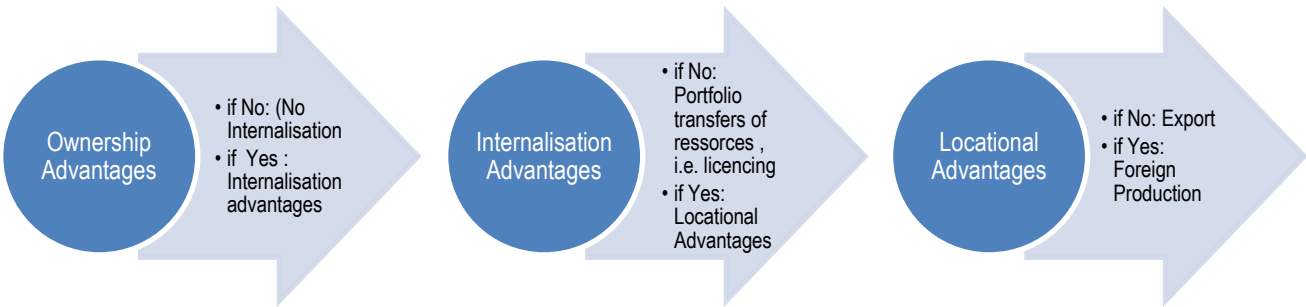 Ownership
Advantages
• if No: (No
Internalisation
• if  Yes :
Internalisation
advantages
Internalisation
Advantages
• if No:
Portfolio
transfers of
ressorces ,
i.e. licencing
• if Yes:
Locational
Advantages
Locational
Advantages
• if No: Export
• if Yes:
Foreign
Production